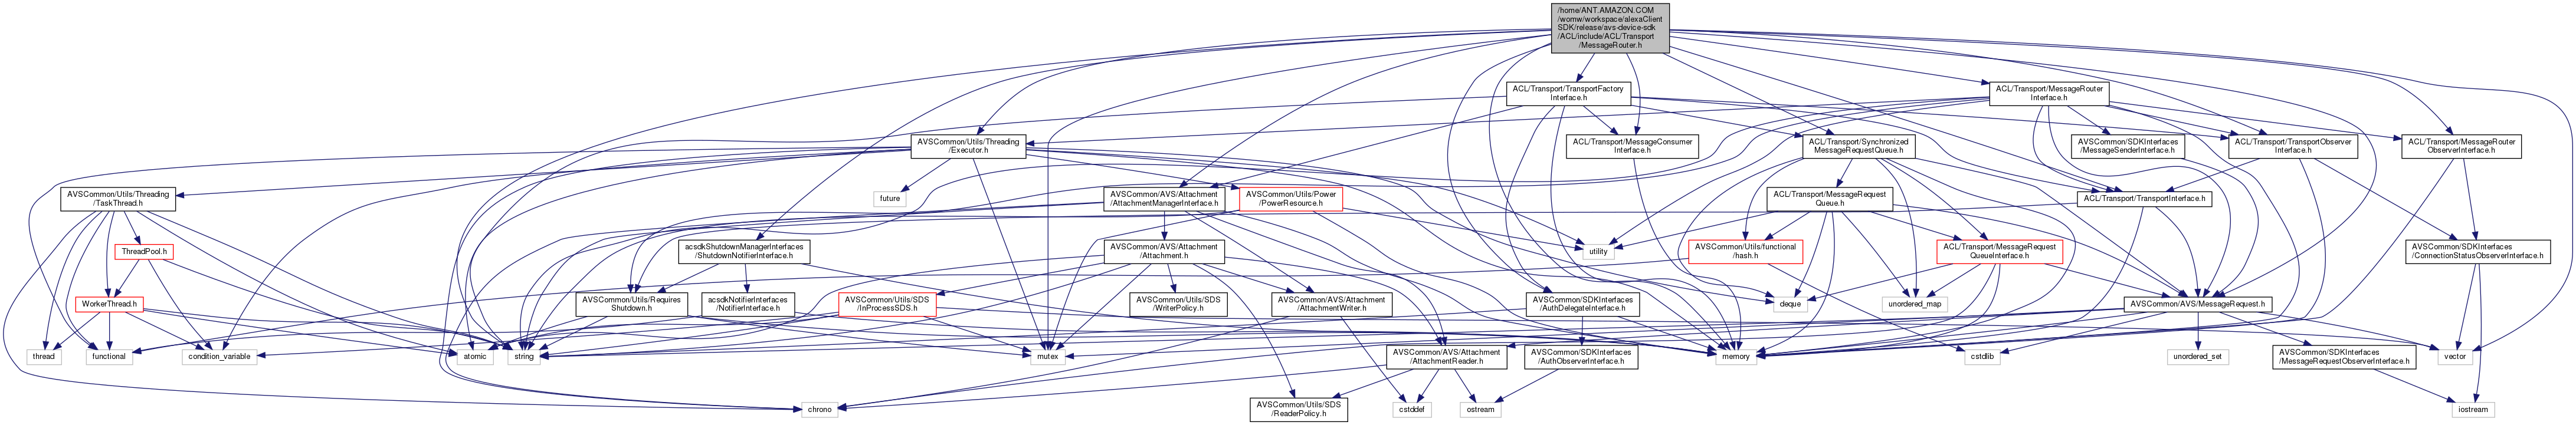 /home/ANT.AMAZON.COM
/womw/workspace/alexaClient
SDK/release/avs-device-sdk
/ACL/include/ACL/Transport
/MessageRouter.h
ACL/Transport/TransportFactory
Interface.h
ACL/Transport/MessageRouter
Interface.h
AVSCommon/Utils/Threading
/Executor.h
ACL/Transport/MessageConsumer
Interface.h
ACL/Transport/Synchronized
MessageRequestQueue.h
AVSCommon/SDKInterfaces
/MessageSenderInterface.h
ACL/Transport/TransportObserver
Interface.h
ACL/Transport/MessageRouter
ObserverInterface.h
AVSCommon/Utils/Threading
/TaskThread.h
future
AVSCommon/AVS/Attachment
/AttachmentManagerInterface.h
AVSCommon/Utils/Power
/PowerResource.h
ACL/Transport/MessageRequest
Queue.h
ACL/Transport/TransportInterface.h
ThreadPool.h
acsdkShutdownManagerInterfaces
/ShutdownNotifierInterface.h
AVSCommon/AVS/Attachment
/Attachment.h
utility
AVSCommon/Utils/functional
/hash.h
ACL/Transport/MessageRequest
QueueInterface.h
AVSCommon/SDKInterfaces
/ConnectionStatusObserverInterface.h
WorkerThread.h
AVSCommon/Utils/Requires
Shutdown.h
acsdkNotifierInterfaces
/NotifierInterface.h
AVSCommon/Utils/SDS
/InProcessSDS.h
AVSCommon/Utils/SDS
/WriterPolicy.h
AVSCommon/AVS/Attachment
/AttachmentWriter.h
AVSCommon/SDKInterfaces
/AuthDelegateInterface.h
deque
unordered_map
AVSCommon/AVS/MessageRequest.h
thread
functional
condition_variable
atomic
string
mutex
AVSCommon/AVS/Attachment
/AttachmentReader.h
AVSCommon/SDKInterfaces
/AuthObserverInterface.h
memory
cstdlib
unordered_set
AVSCommon/SDKInterfaces
/MessageRequestObserverInterface.h
vector
chrono
AVSCommon/Utils/SDS
/ReaderPolicy.h
cstddef
ostream
iostream